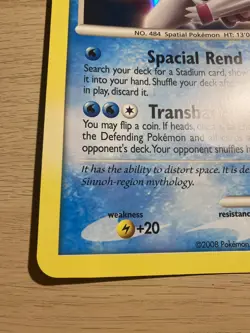 NO. 484 Spatial Pokémon HT: 13'0
Spacial Rend
Search your deck for a Stadium card, show
it into your hand. Shuffle your deck after
in play, discard it.
Transba
You may flip a coin. If heads,
the Defending Pokémon and all
opponent's deck. Your opponent shuffles
It has the ability to distort space. It is de
Sinnoh-region mythology.
weakness
+20
resistanc
©2008 Pokémon